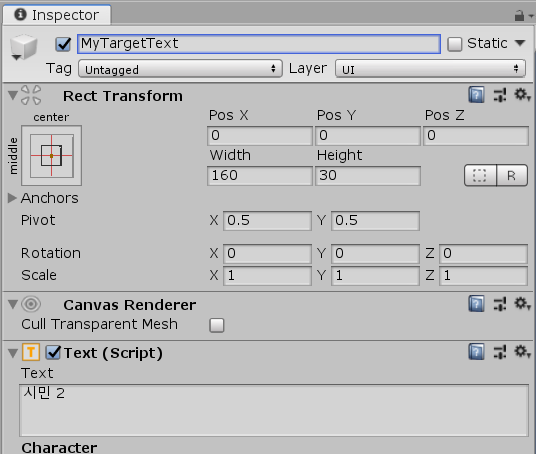 Inspector
MyTargetText
Static
Tag Untagged Layer UI
Rect Transform
center
middle
Pos X Pos Y Pos Z
0 0 0
Width Height
160 30
R
Anchors
Pivot X 0.5 Y 0.5
Rotation X 0 Y 0 Z 0
Scale X 1 Y 1 Z 1
Canvas Renderer
Cull Transparent Mesh
Text (Script)
Text
시민 2
Character